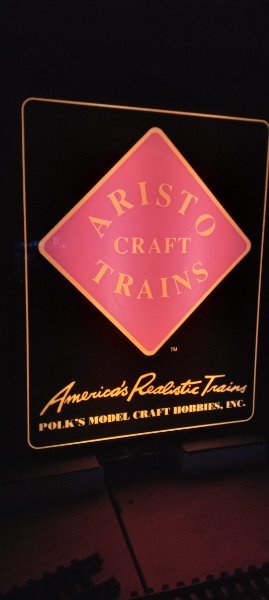 ARISTO
CRAFT
TRAINS
™
America's Realistic Trains
POLK'S MODEL CRAFT HOBBIES, INC.